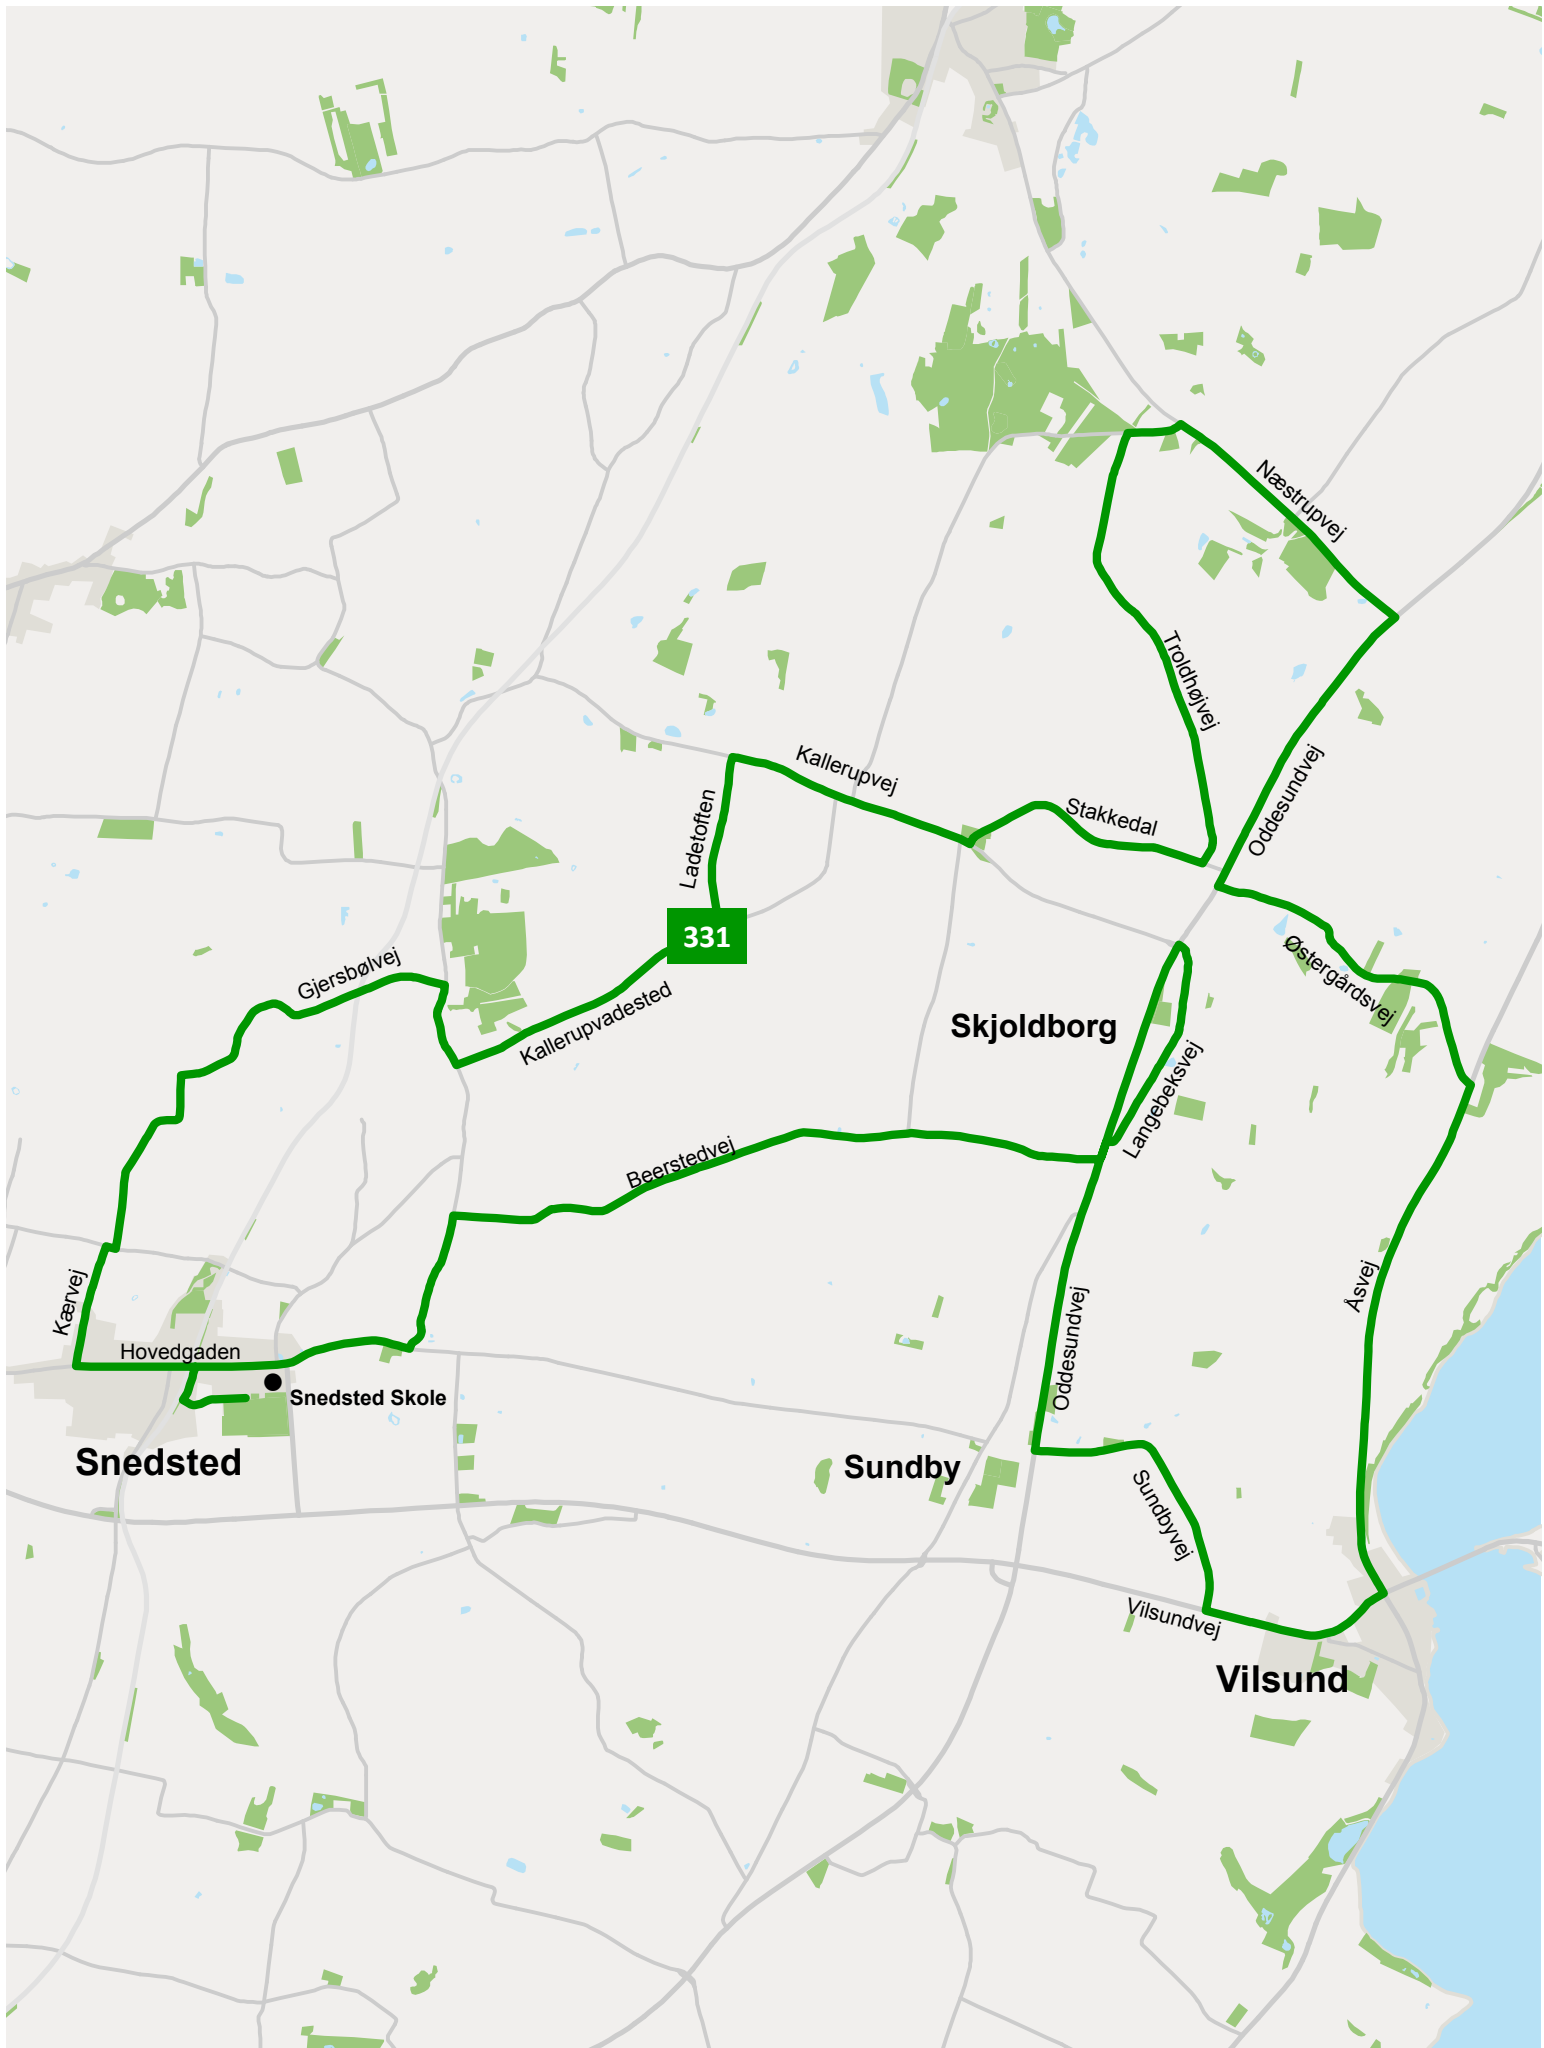 Næstrupvej
Troldhøjvej
Kallerupvej
Oddesundvej
Ladetoften
Stakkedal
331
Gjersbølvej
Østergårdsvej
Kallerupvadested
Skjoldborg
Langebeksvej
Beerstedvej
Kærvej
Åsvej
Hovedgaden
Oddesundvej
Snedsted Skole
Snedsted
Sundby
Sundbyvej
Vilsundvej
Vilsund